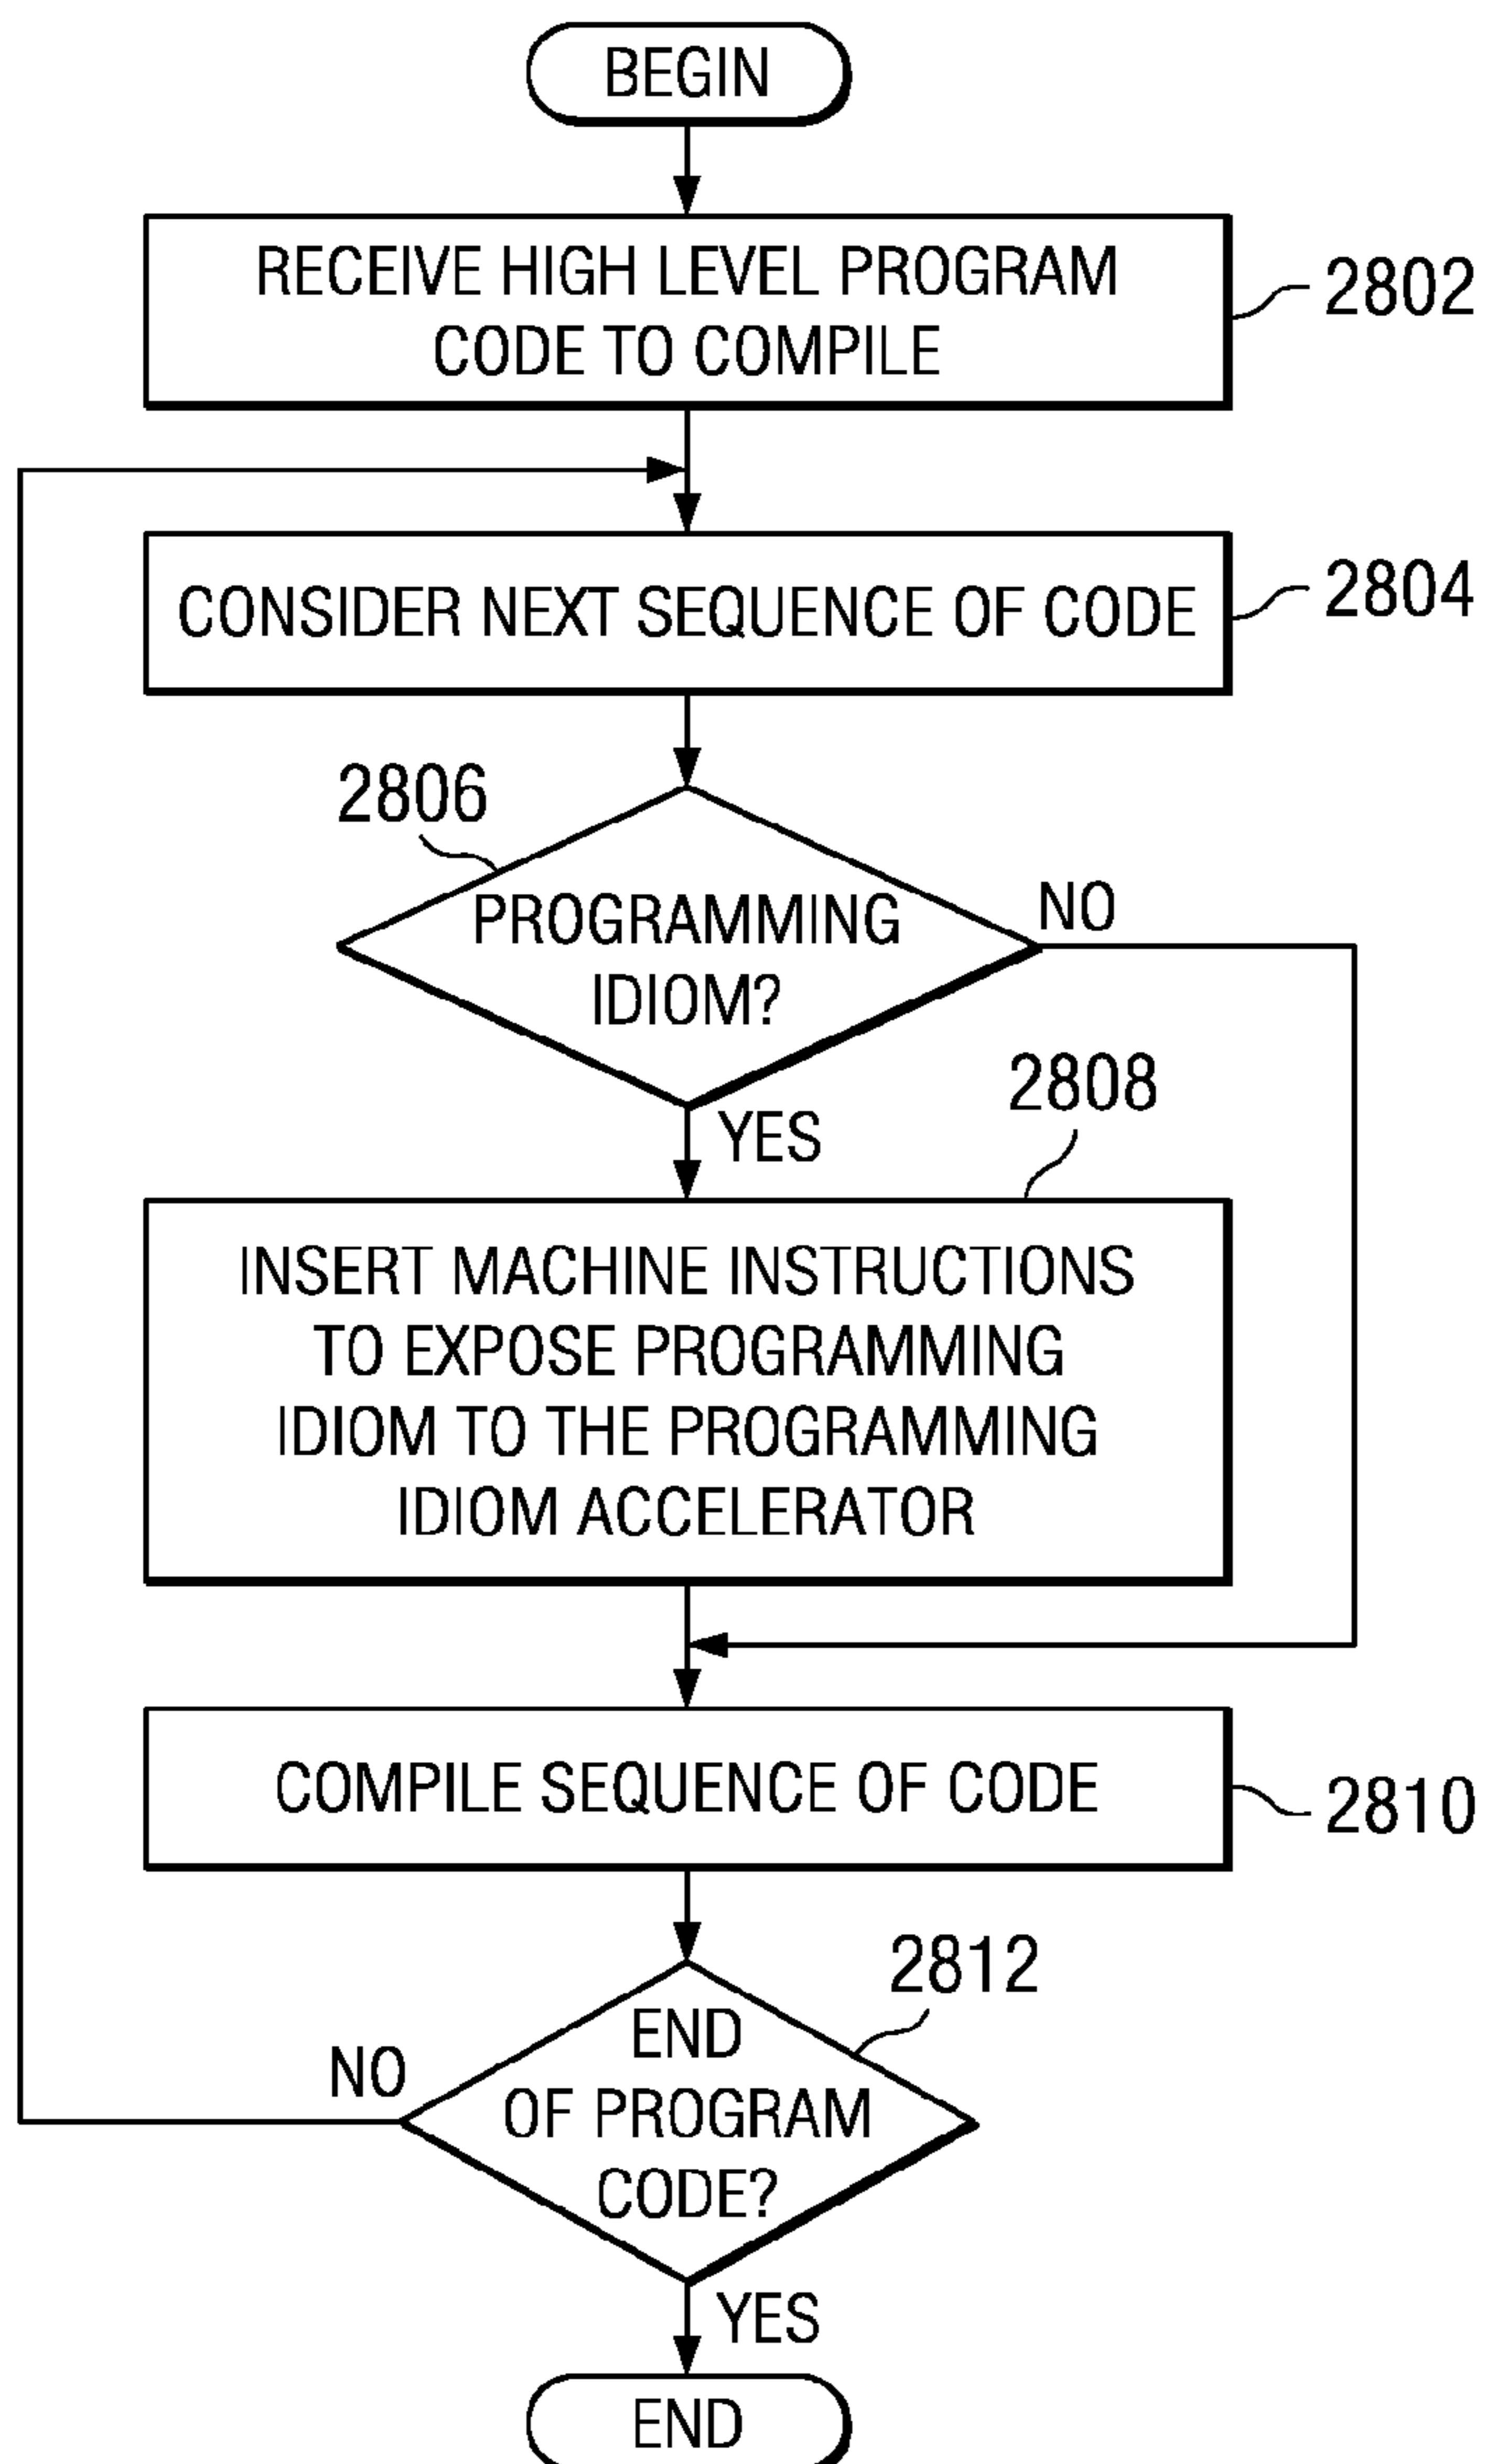 BEGIN
RECEIVE HIGH LEVEL PROGRAM
CODE TO COMPILE
2802
CONSIDER NEXT SEQUENCE OF CODE
2804
2806
PROGRAMMING
IDIOM?
NO
YES
2808
INSERT MACHINE INSTRUCTIONS
TO EXPOSE PROGRAMMING
IDIOM TO THE PROGRAMMING
IDIOM ACCELERATOR
COMPILE SEQUENCE OF CODE
2810
2812
END
OF PROGRAM
CODE?
NO
YES
END